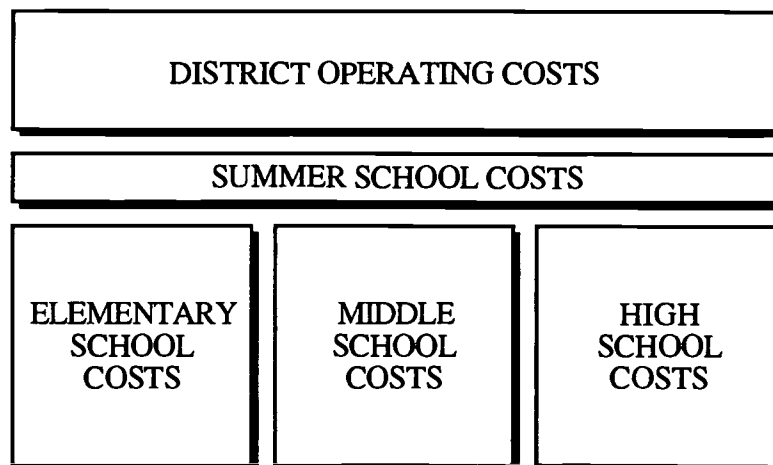 DISTRICT OPERATING COSTS
SUMMER SCHOOL COSTS
ELEMENTARY
SCHOOL
COSTS
MIDDLE
SCHOOL
COSTS
HIGH
SCHOOL
COSTS